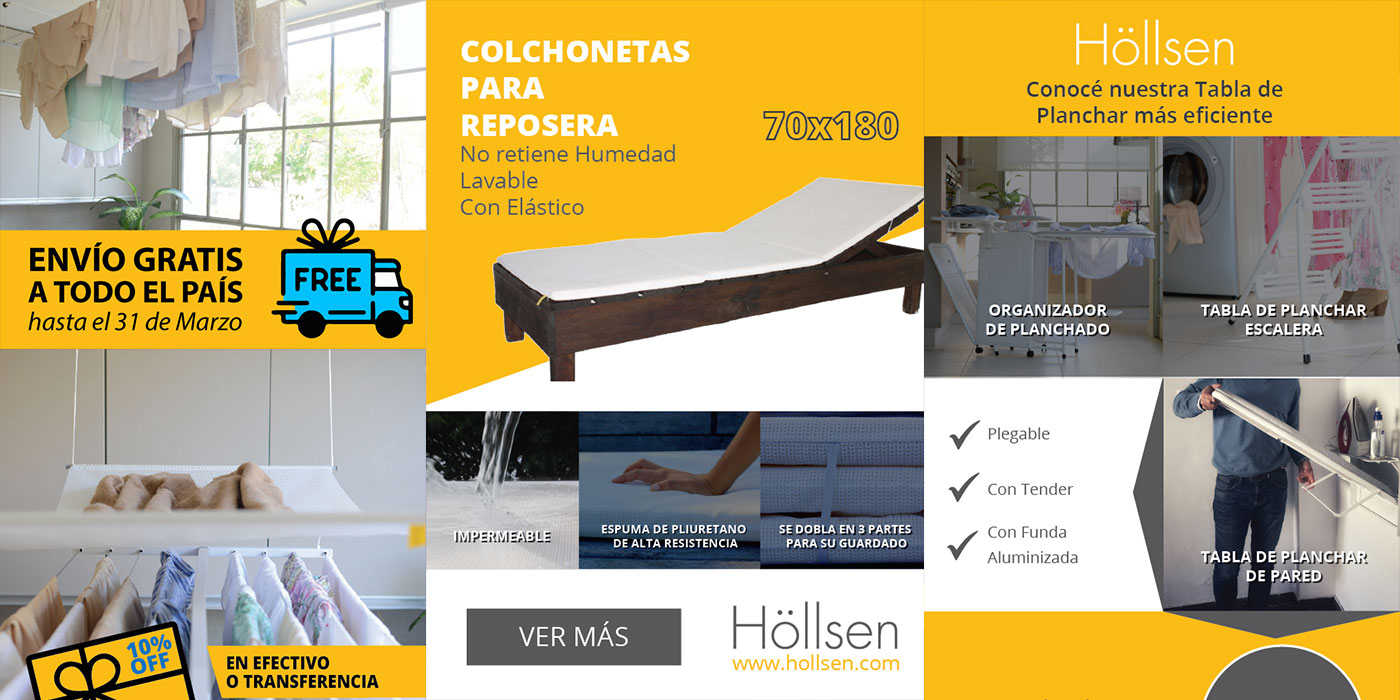 ENVÍO GRATIS
A TODO EL PAÍS
hasta el 31 de Marzo
FREE
10%
OFF
EN EFECTIVO
O TRANSFERENCIA
COLCHONETAS
PARA
REPOSERA
70x180
No retiene Humedad
Lavable
Con Elástico
IMPERMEABLE
ESPUMA DE PLIURETANO
DE ALTA RESISTENCIA
SE DOBLA EN 3 PARTES
PARA SU GUARDADO
VER MÁS
Höllsen
www.hollsen.com
Höllsen
Conocé nuestra Tabla de
Planchar más eficiente
ORGANIZADOR
DE PLANCHADO
TABLA DE PLANCHAR
ESCALERA
Plegable
Con Tender
Con Funda
Aluminizada
TABLA DE PLANCHAR
DE PARED